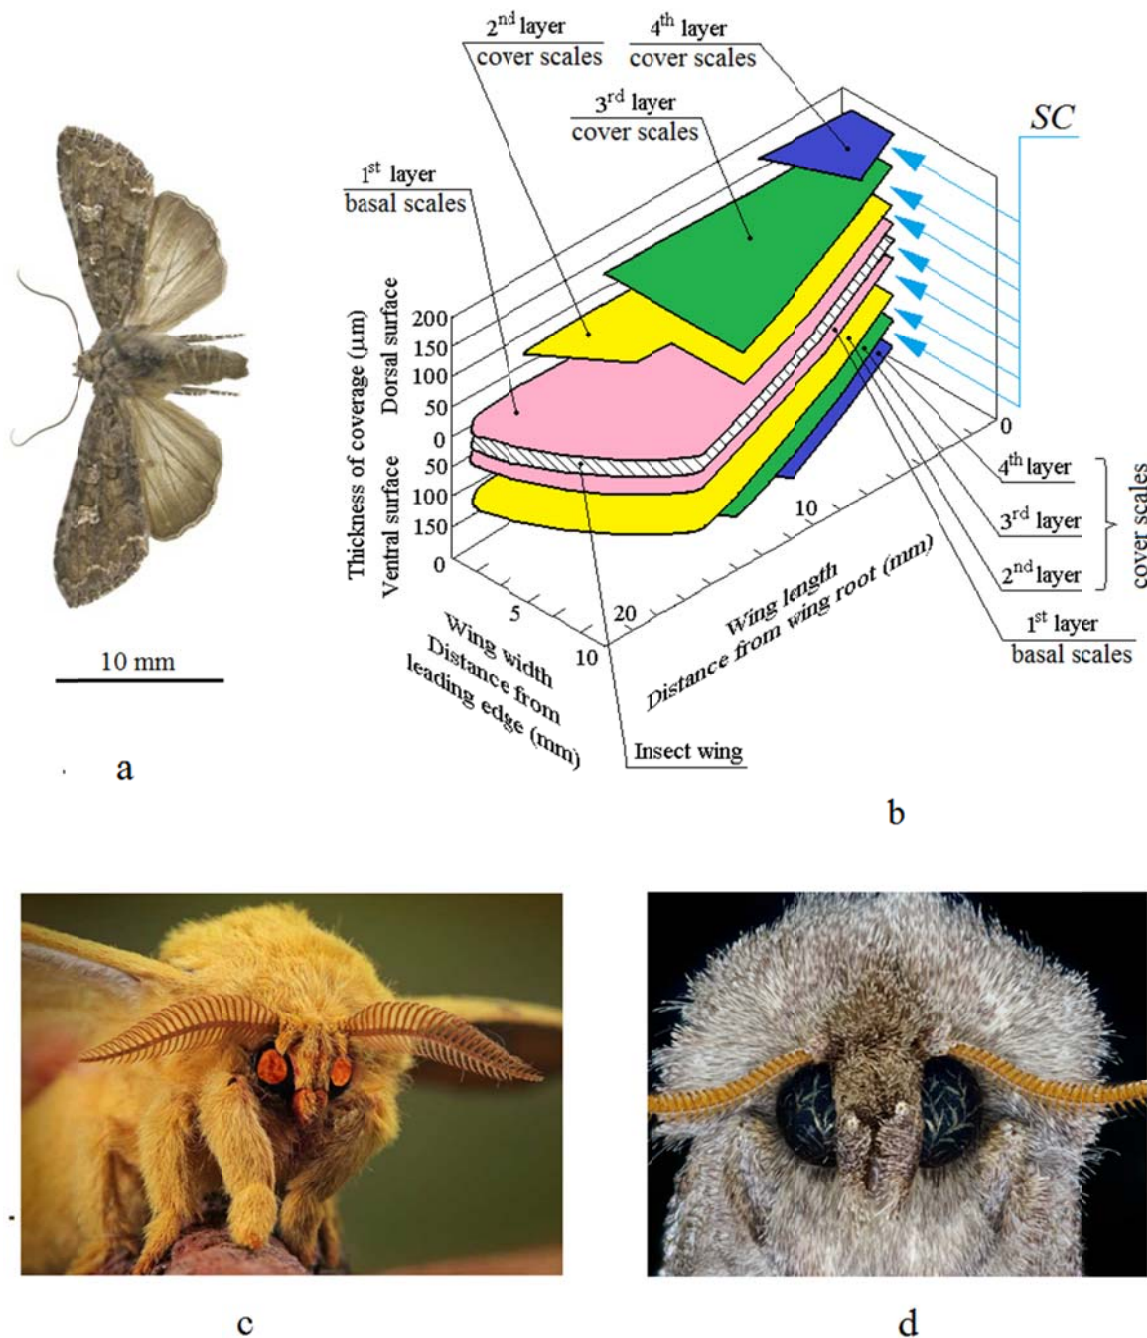 2nd layer
cover scales
4th layer
cover scales
3rd layer
cover scales
1st layer
basal scales
SC
Thickness of coverage (μm)
Dorsal surface
Ventral surface
200
150
100
50
0
50
100
150
0
5
10
Wing width
Distance from
leading edge (mm)
20
10
0
Wing length
Distance from wing root (mm)
4th layer
3rd layer
2nd layer
cover scales
1st layer
basal scales
Insect wing
10 mm
a
b
c
d